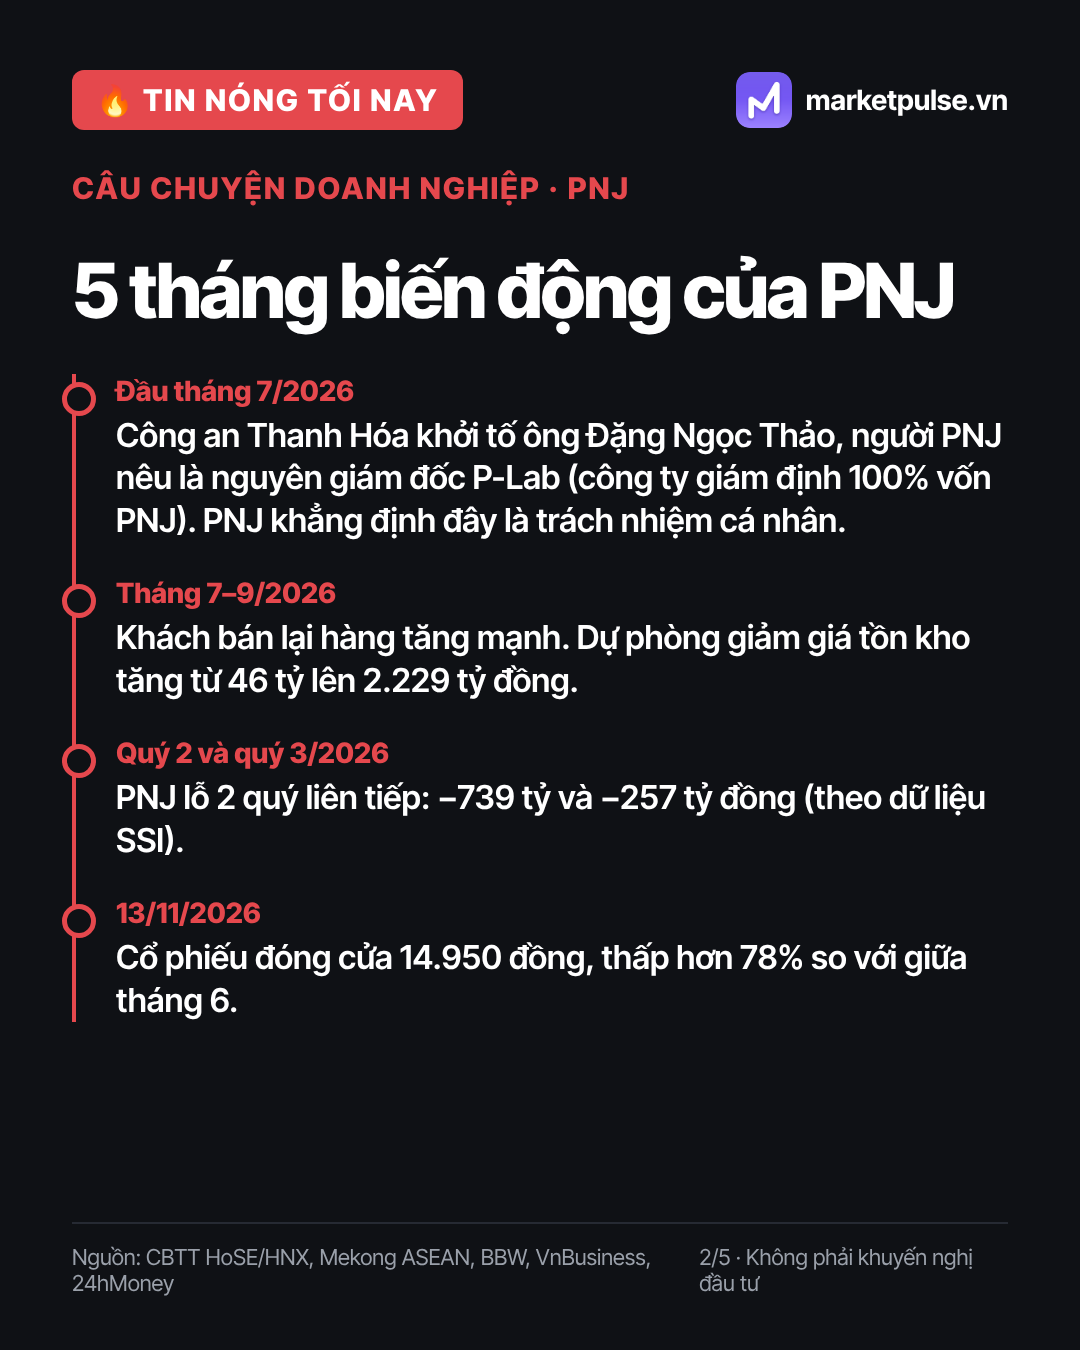 🔥 TIN NÓNG TỐI NAY
marketpulse.vn
CÂU CHUYỆN DOANH NGHIỆP · PNJ
5 tháng biến động của PNJ
Đầu tháng 7/2026
Công an Thanh Hóa khởi tố ông Đặng Ngọc Thảo, người PNJ
nêu là nguyên giám đốc P-Lab (công ty giám định 100% vốn
PNJ). PNJ khẳng định đây là trách nhiệm cá nhân.
Tháng 7–9/2026
Khách bán lại hàng tăng mạnh. Dự phòng giảm giá tồn kho
tăng từ 46 tỷ lên 2.229 tỷ đồng.
Quý 2 và quý 3/2026
PNJ lỗ 2 quý liên tiếp: −739 tỷ và −257 tỷ đồng (theo dữ liệu
SSI).
13/11/2026
Cổ phiếu đóng cửa 14.950 đồng, thấp hơn 78% so với giữa
tháng 6.
Nguồn: CBTT HoSE/HNX, Mekong ASEAN, BBW, VnBusiness,
24hMoney
2/5 · Không phải khuyến nghị
đầu tư